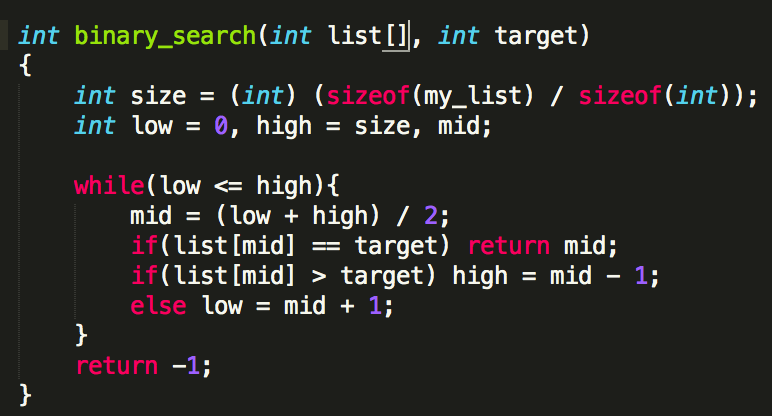 int binary_search(int list[], int target)
{
    int size = (int) (sizeof(my_list) / sizeof(int));
    int low = 0, high = size, mid;

    while(low <= high){
        mid = (low + high) / 2;
        if(list[mid] == target) return mid;
        if(list[mid] > target) high = mid - 1;
        else low = mid + 1;
    }
    return -1;
}